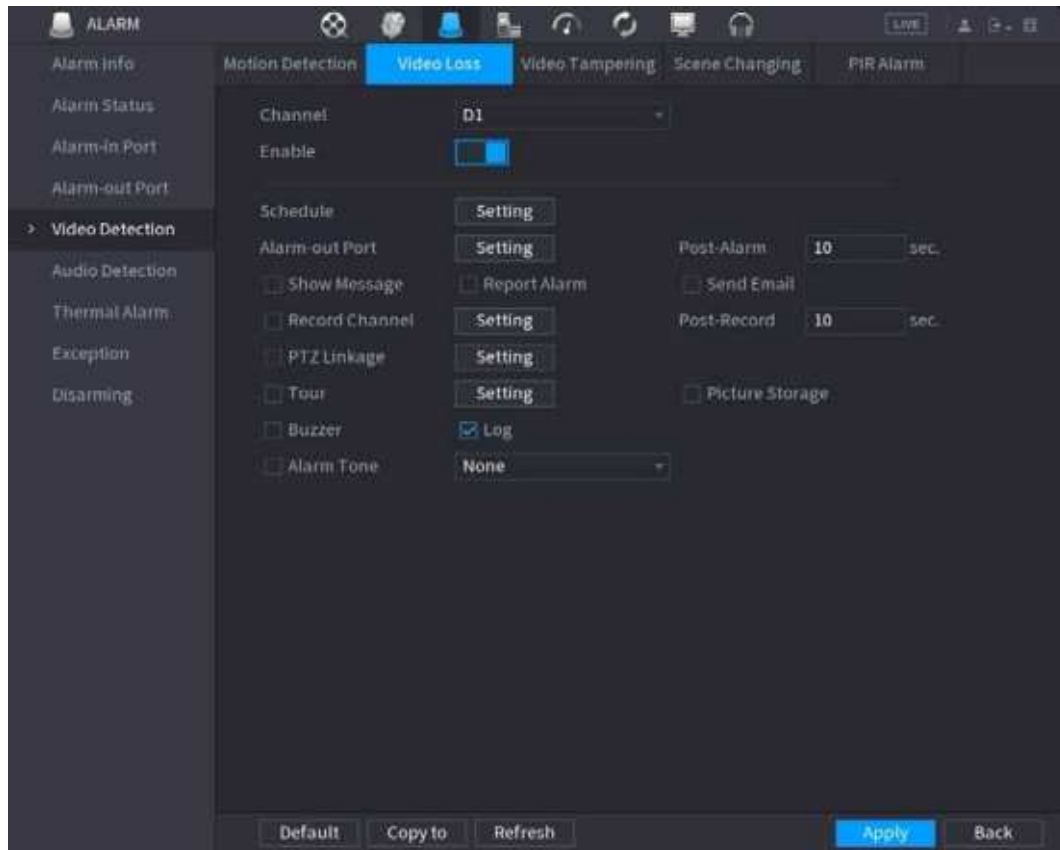 ALARM LIVE
Alarm Info
Alarm Status
Alarm-in Port
Alarm-out Port
> Video Detection
Audio Detection
Thermal Alarm
Exception
Disarming
Motion Detection Video Loss Video Tampering Scene Changing PIR Alarm
Channel D1
Enable
Schedule Setting
Alarm-out Port Setting Post-Alarm 10 sec.
Show Message Report Alarm Send Email
Record Channel Setting Post-Record 10 sec.
PTZ Linkage Setting
Tour Setting Picture Storage
Buzzer Log
Alarm Tone None
Default Copy to Refresh Apply Back